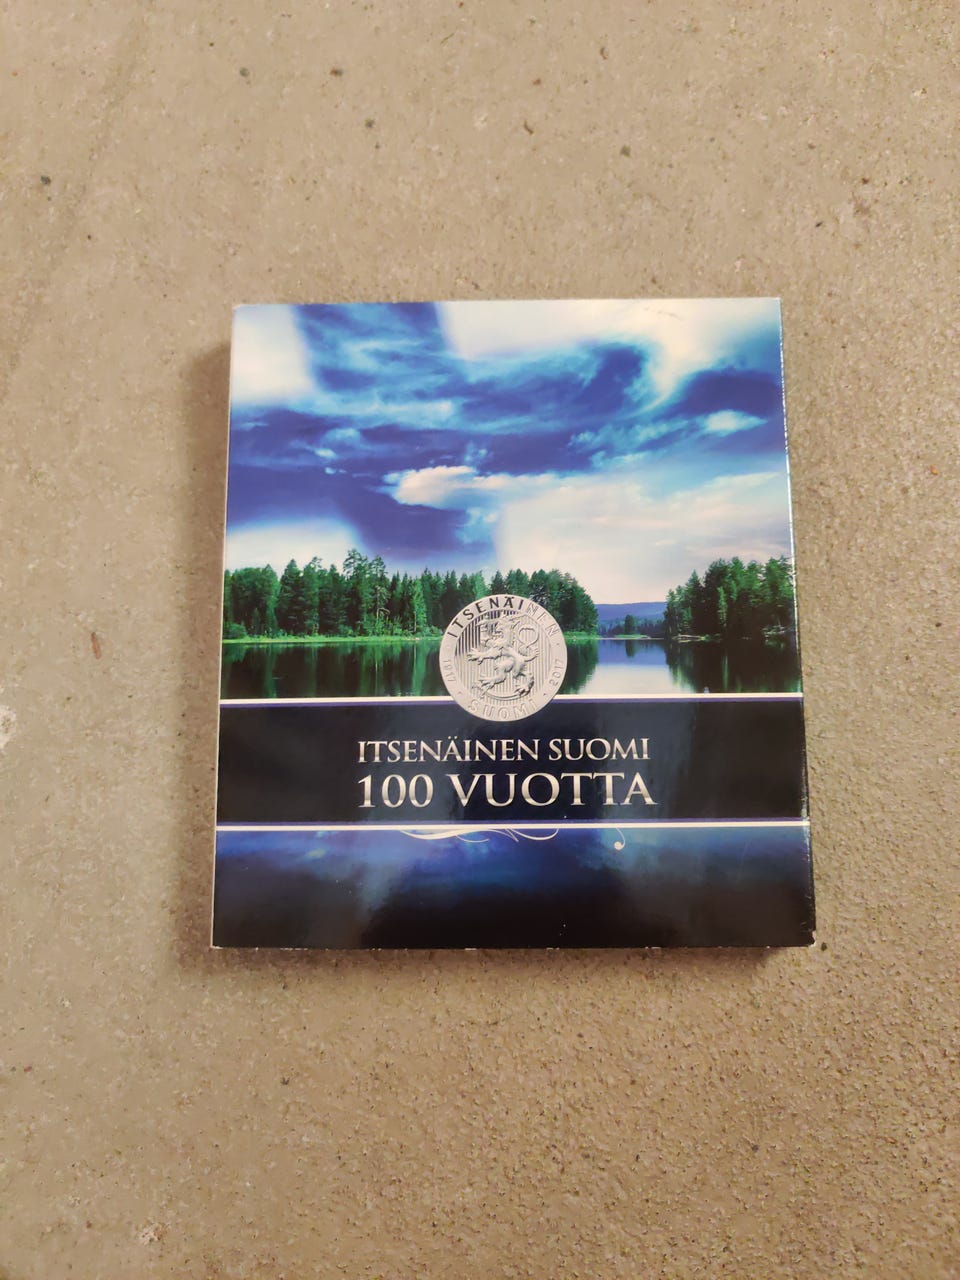 ITSENÄINEN
1917 · 2017
SUOMI
ITSENÄINEN SUOMI
100 VUOTTA